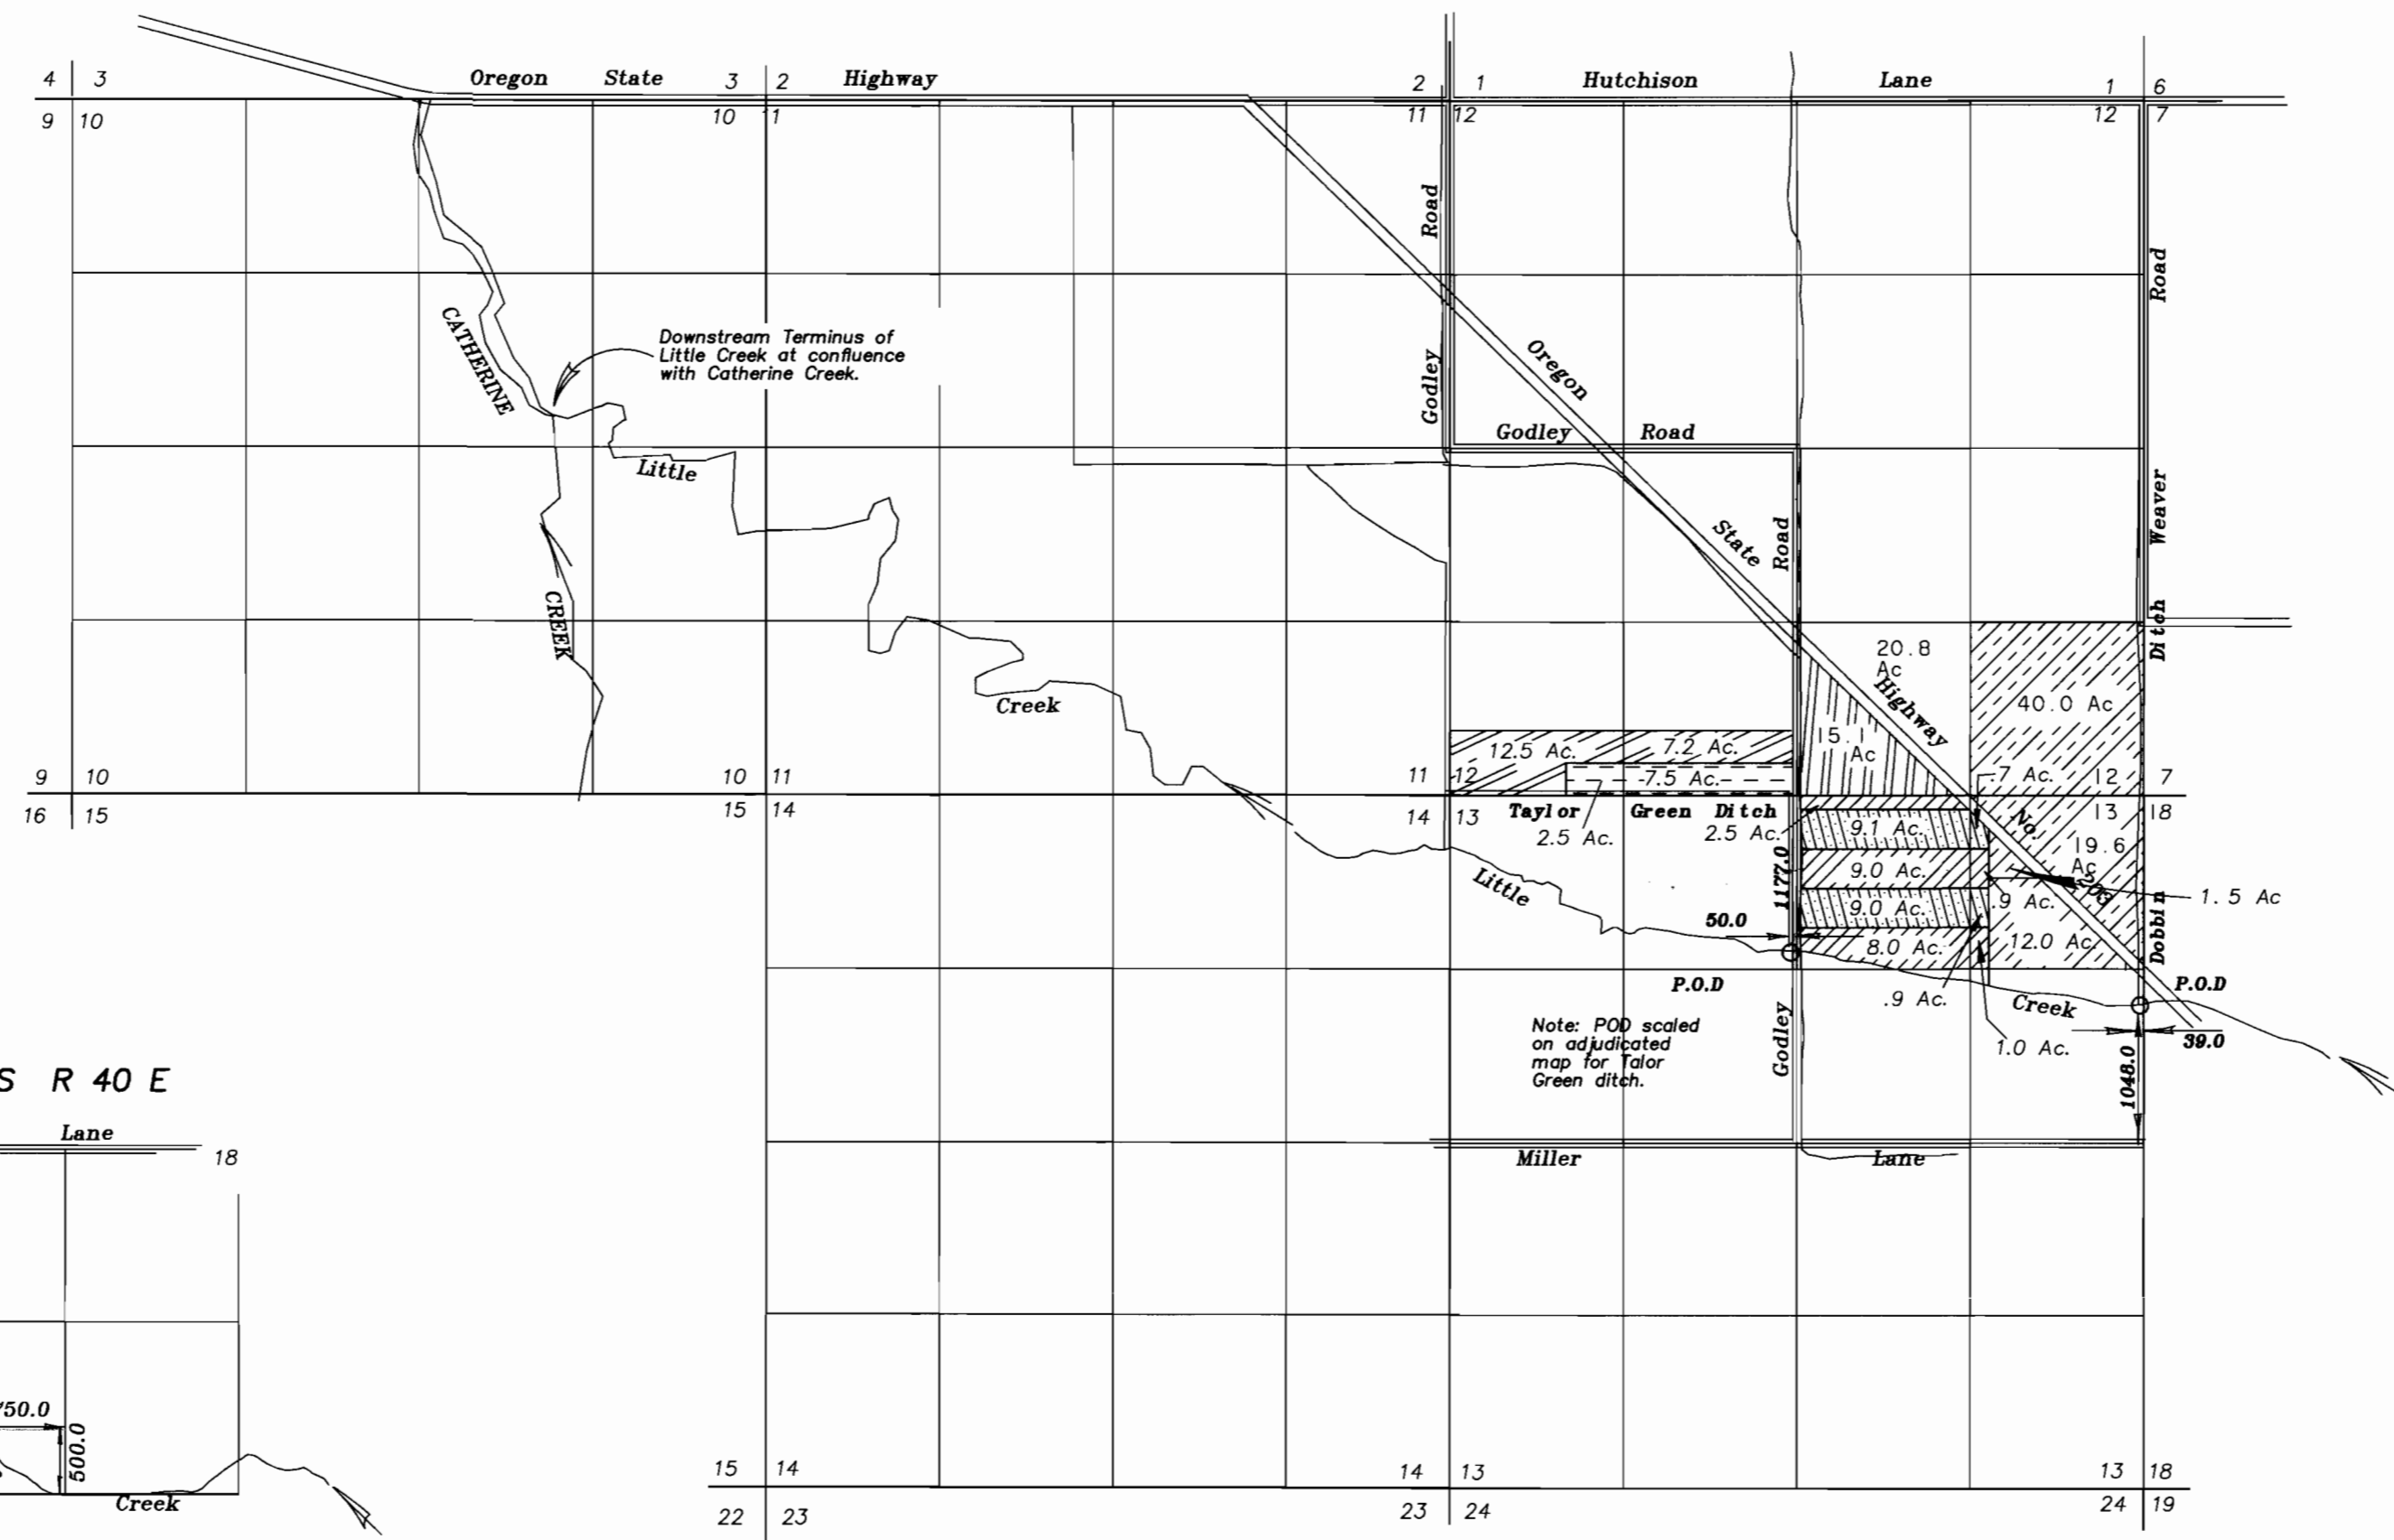 4 3
Oregon State
3 2
Highway
2 1
Hutchison Lane
1 6
9 10
10 11
11 12
12 7
Road
Godley
Road
Weaver
Ditch
Dobbin
CATHERINE
CREEK
Downstream Terminus of
Little Creek at confluence
with Catherine Creek.
Little
Creek
Oregon
State
Highway
No.
203
Godley Road
Road
20.8
Ac
40.0 Ac
15.1
Ac
12.5 Ac.
7.2 Ac.
7.5 Ac.
.7 Ac.
9 10
10 11
11 12
12 7
16 15
15 14
14 13
13 18
Taylor Green Ditch
2.5 Ac.
2.5 Ac.
9.1 Ac.
19.6
Ac
9.0 Ac.
1177.0
Little
.9 Ac.
1.5 Ac
9.0 Ac.
50.0
8.0 Ac.
12.0 Ac.
P.O.D
P.O.D
.9 Ac.
Creek
Note: POD scaled
on adjudicated
map for Talor
Green ditch.
Godley
1.0 Ac.
39.0
1048.0
S R 40 E
Lane
18
Miller Lane
750.0
500.0
Creek
15 14
14 13
13 18
22 23
23 24
24 19